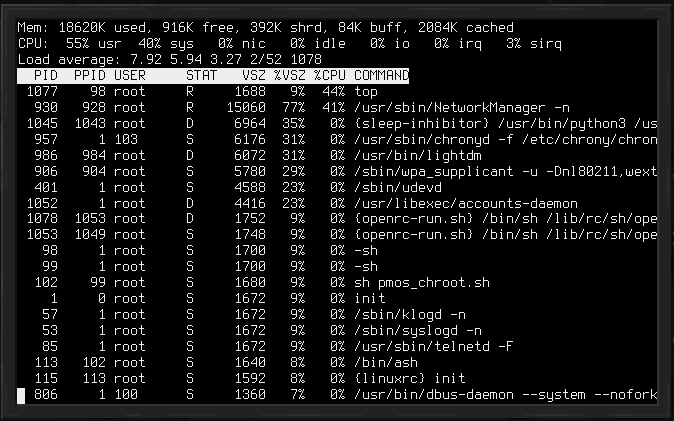 Mem: 18620K used, 916K free, 392K shrd, 84K buff, 2084K cached
CPU:  55% usr  40% sys   0% nic   0% idle   0% io   0% irq   3% sirq
Load average: 7.92 5.94 3.27 2/52 1078
PID PPID USER STAT VSZ %VSZ %CPU COMMAND
1077 98 root R 1688 9% 44% top
930 928 root R 15060 77% 41% /usr/sbin/NetworkManager -n
1045 1043 root D 6964 35% 0% {sleep-inhibitor} /usr/bin/python3 /us
957 1 103 S 6176 31% 0% /usr/sbin/chronyd -f /etc/chrony/chron
986 984 root D 6072 31% 0% /usr/bin/lightdm
906 904 root S 5780 29% 0% /sbin/wpa_supplicant -u -Dnl80211,wext
401 1 root S 4588 23% 0% /sbin/udevd
1052 1 root D 4416 23% 0% /usr/libexec/accounts-daemon
1078 1053 root D 1752 9% 0% {openrc-run.sh} /bin/sh /lib/rc/sh/ope
1053 1049 root S 1748 9% 0% {openrc-run.sh} /bin/sh /lib/rc/sh/ope
98 1 root S 1700 9% 0% -sh
99 1 root S 1700 9% 0% -sh
102 99 root S 1680 9% 0% sh pmos_chroot.sh
1 0 root S 1672 9% 0% init
57 1 root S 1672 9% 0% /sbin/klogd -n
53 1 root S 1672 9% 0% /sbin/syslogd -n
85 1 root S 1672 9% 0% /usr/sbin/telnetd -F
113 102 root S 1640 8% 0% /bin/ash
115 113 root S 1592 8% 0% {linuxrc} init
806 1 100 S 1360 7% 0% /usr/bin/dbus-daemon --system --nofork